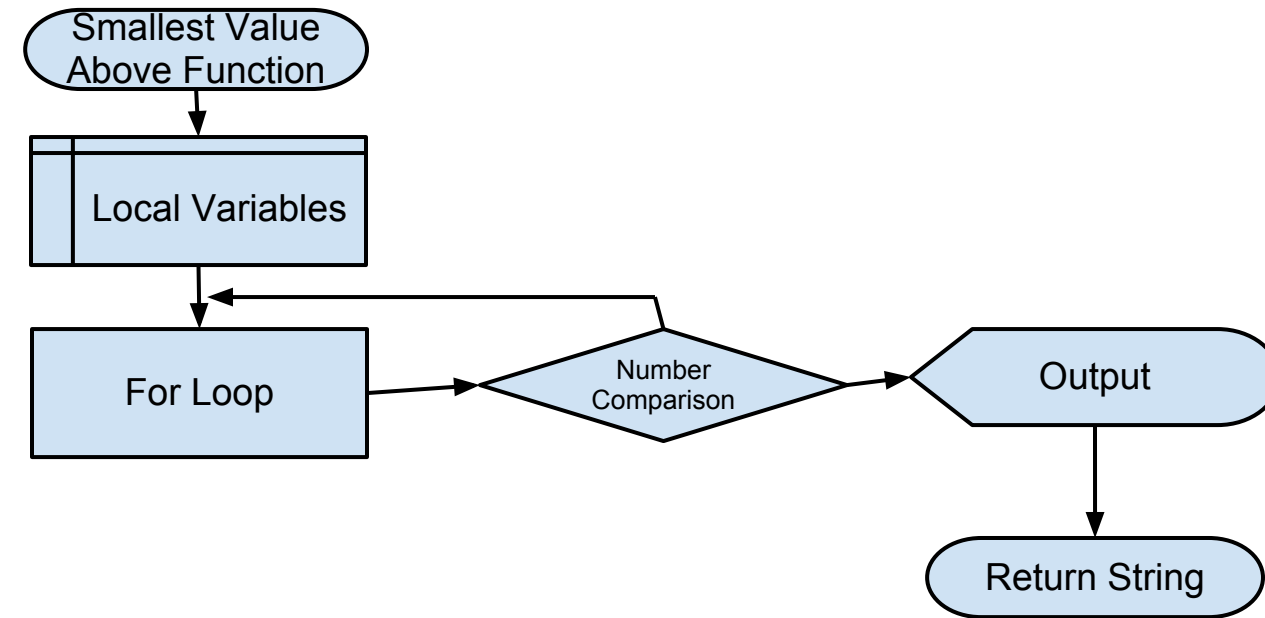 Smallest Value
Above Function
Local Variables
For Loop
Number
Comparison
Output
Return String